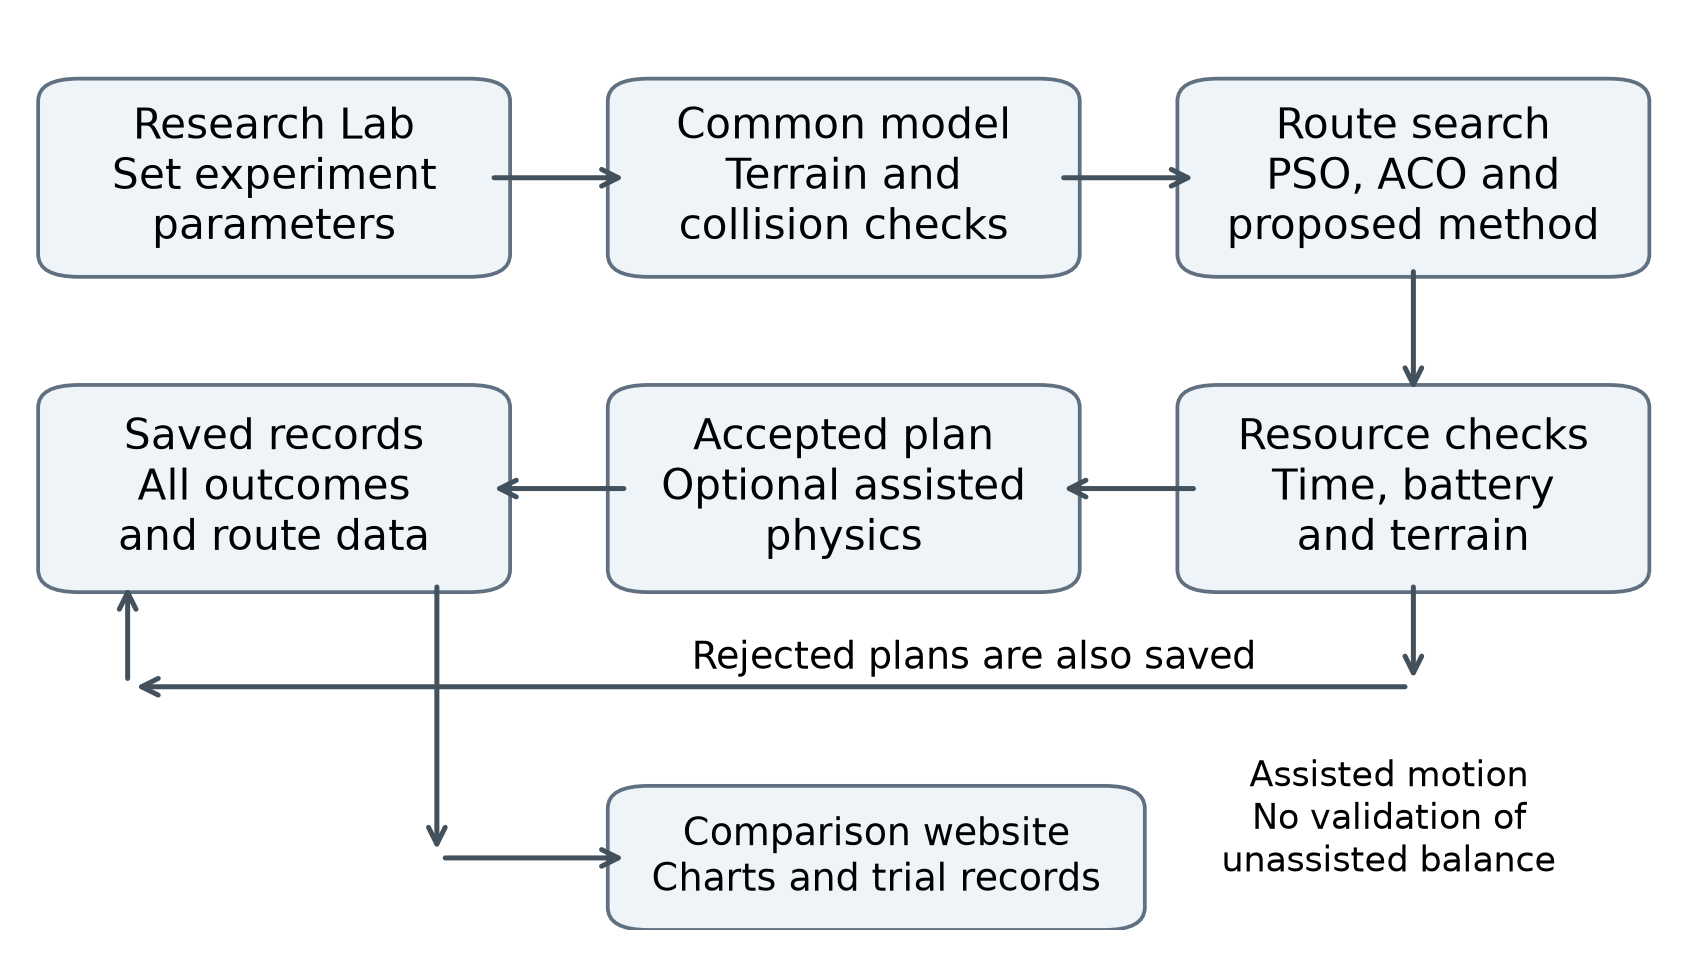 Research Lab
Set experiment
parameters
Common model
Terrain and
collision checks
Route search
PSO, ACO and
proposed method
Saved records
All outcomes
and route data
Accepted plan
Optional assisted
physics
Resource checks
Time, battery
and terrain
Rejected plans are also saved
Comparison website
Charts and trial records
Assisted motion
No validation of
unassisted balance